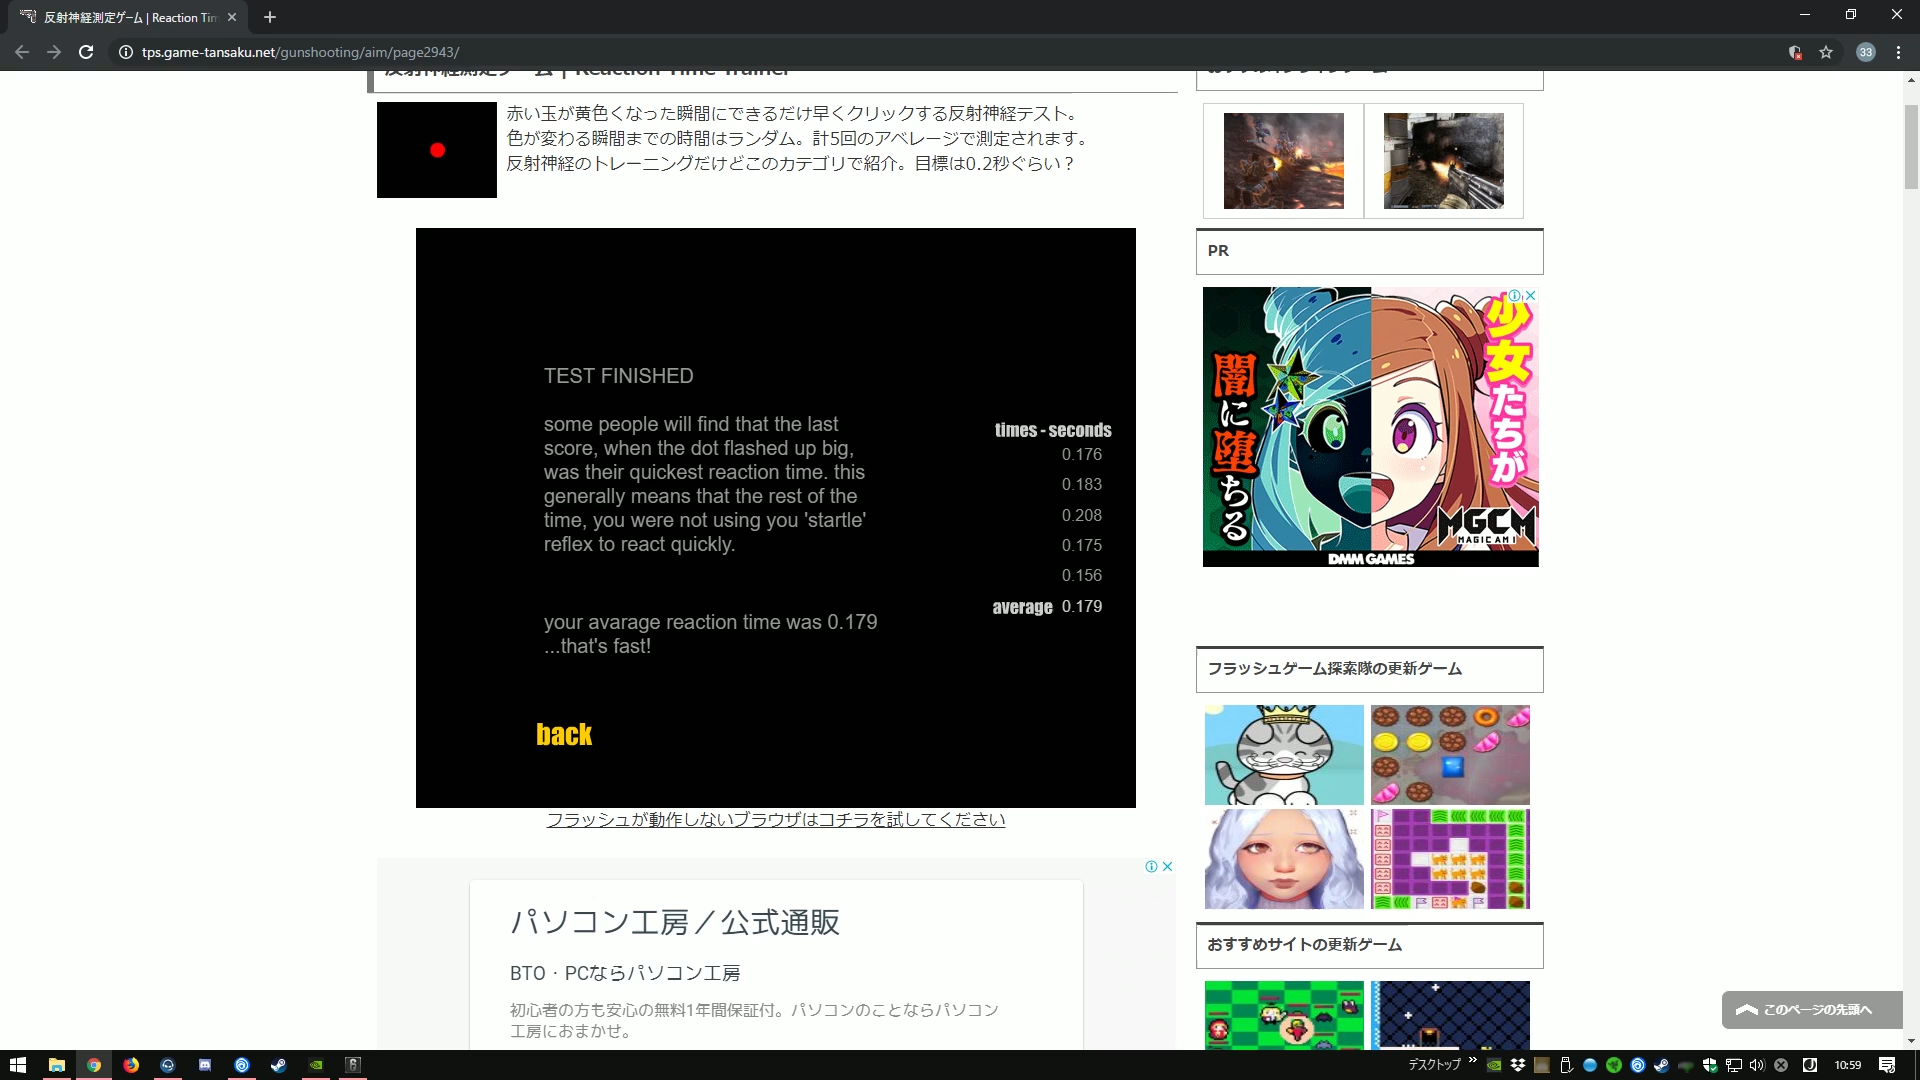 反射神経測定ゲーム | Reaction Tim
tps.game-tansaku.net/gunshooting/aim/page2943/
33
反射神経測定ゲーム | Reaction Time Trainer
赤い玉が黄色くなった瞬間にできるだけ早くクリックする反射神経テスト。
色が変わる瞬間までの時間はランダム。計5回のアベレージで測定されます。
反射神経のトレーニングだけどこのカテゴリで紹介。目標は0.2秒ぐらい？
TEST FINISHED
some people will find that the last
score, when the dot flashed up big,
was their quickest reaction time. this
generally means that the rest of the
time, you were not using you 'startle'
reflex to react quickly.
your avarage reaction time was 0.179
...that's fast!
back
times - seconds
0.176
0.183
0.208
0.175
0.156
average 0.179
フラッシュが動作しないブラウザはコチラを試してください
パソコン工房／公式通販
BTO・PCならパソコン工房
初心者の方も安心の無料1年間保証付。パソコンのことならパソコン
工房におまかせ。
PR
少女たちが
闇に堕ちる
MGCM
MAGICAMI
DMM GAMES
フラッシュゲーム探索隊の更新ゲーム
おすすめサイトの更新ゲーム
このページの先頭へ
デスクトップ
10:59